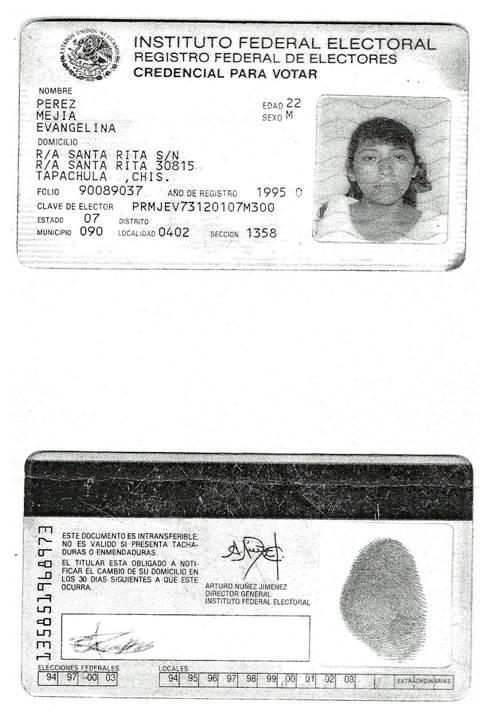 ESTADOS UNIDOS MEXICANOS
INSTITUTO FEDERAL ELECTORAL
REGISTRO FEDERAL DE ELECTORES
CREDENCIAL PARA VOTAR
NOMBRE
PEREZ
MEJIA
EVANGELINA
EDAD 22
SEXO M
DOMICILIO
R/A SANTA RITA S/N
R/A SANTA RITA 30815
TAPACHULA ,CHIS.
FOLIO 90089037 AÑO DE REGISTRO 1995 0
CLAVE DE ELECTOR PRMJEV73120107M300
ESTADO 07 DISTRITO
MUNICIPIO 090 LOCALIDAD 0402 SECCION 1358
ESTE DOCUMENTO ES INTRANSFERIBLE,
NO ES VALIDO SI PRESENTA TACHA-
DURAS O ENMENDADURAS.
EL TITULAR ESTA OBLIGADO A NOTI-
FICAR EL CAMBIO DE SU DOMICILIO EN
LOS 30 DIAS SIGUIENTES A QUE ESTE
OCURRA.
ARTURO NUÑEZ JIMENEZ
DIRECTOR GENERAL
INSTITUTO FEDERAL ELECTORAL
ELECCIONES FEDERALES
94 97 00 03
LOCALES
94 95 96 97 98 99 00 01 02 03
EXTRAORDINARIAS